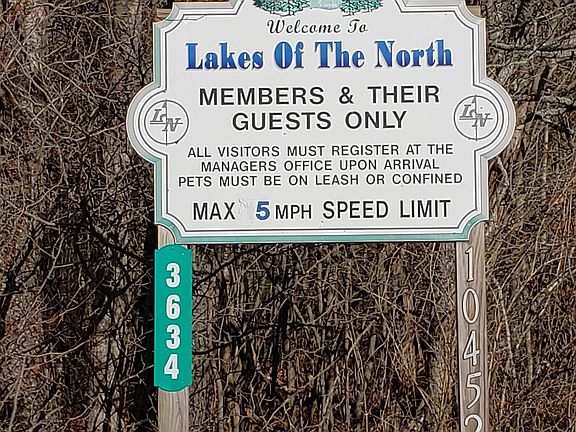 Welcome To
Lakes Of The North
MEMBERS & THEIR
GUESTS ONLY
LN
LN
ALL VISITORS MUST REGISTER AT THE
MANAGERS OFFICE UPON ARRIVAL
PETS MUST BE ON LEASH OR CONFINED
MAX 5 MPH SPEED LIMIT
3634
10452